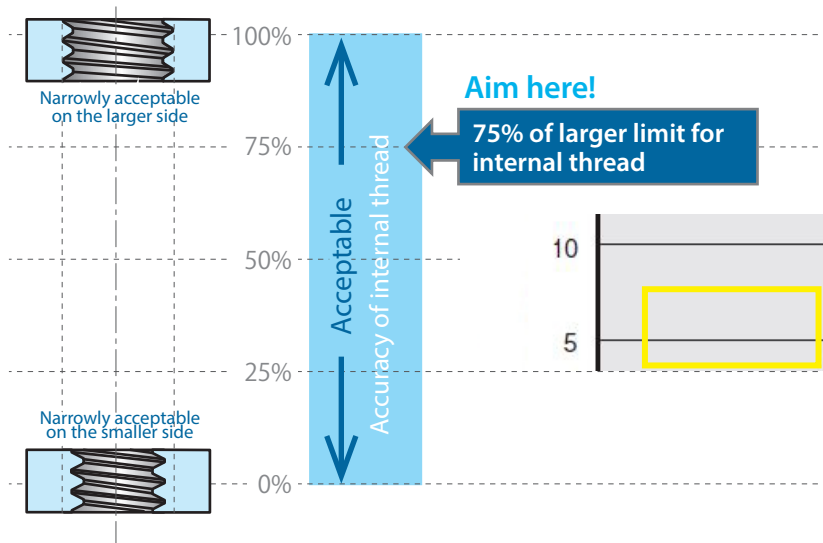 100%
Narrowly acceptable
on the larger side
Aim here!
75%
75% of larger limit for
internal thread
Acceptable
Accuracy of internal thread
10
50%
5
25%
Narrowly acceptable
on the smaller side
0%